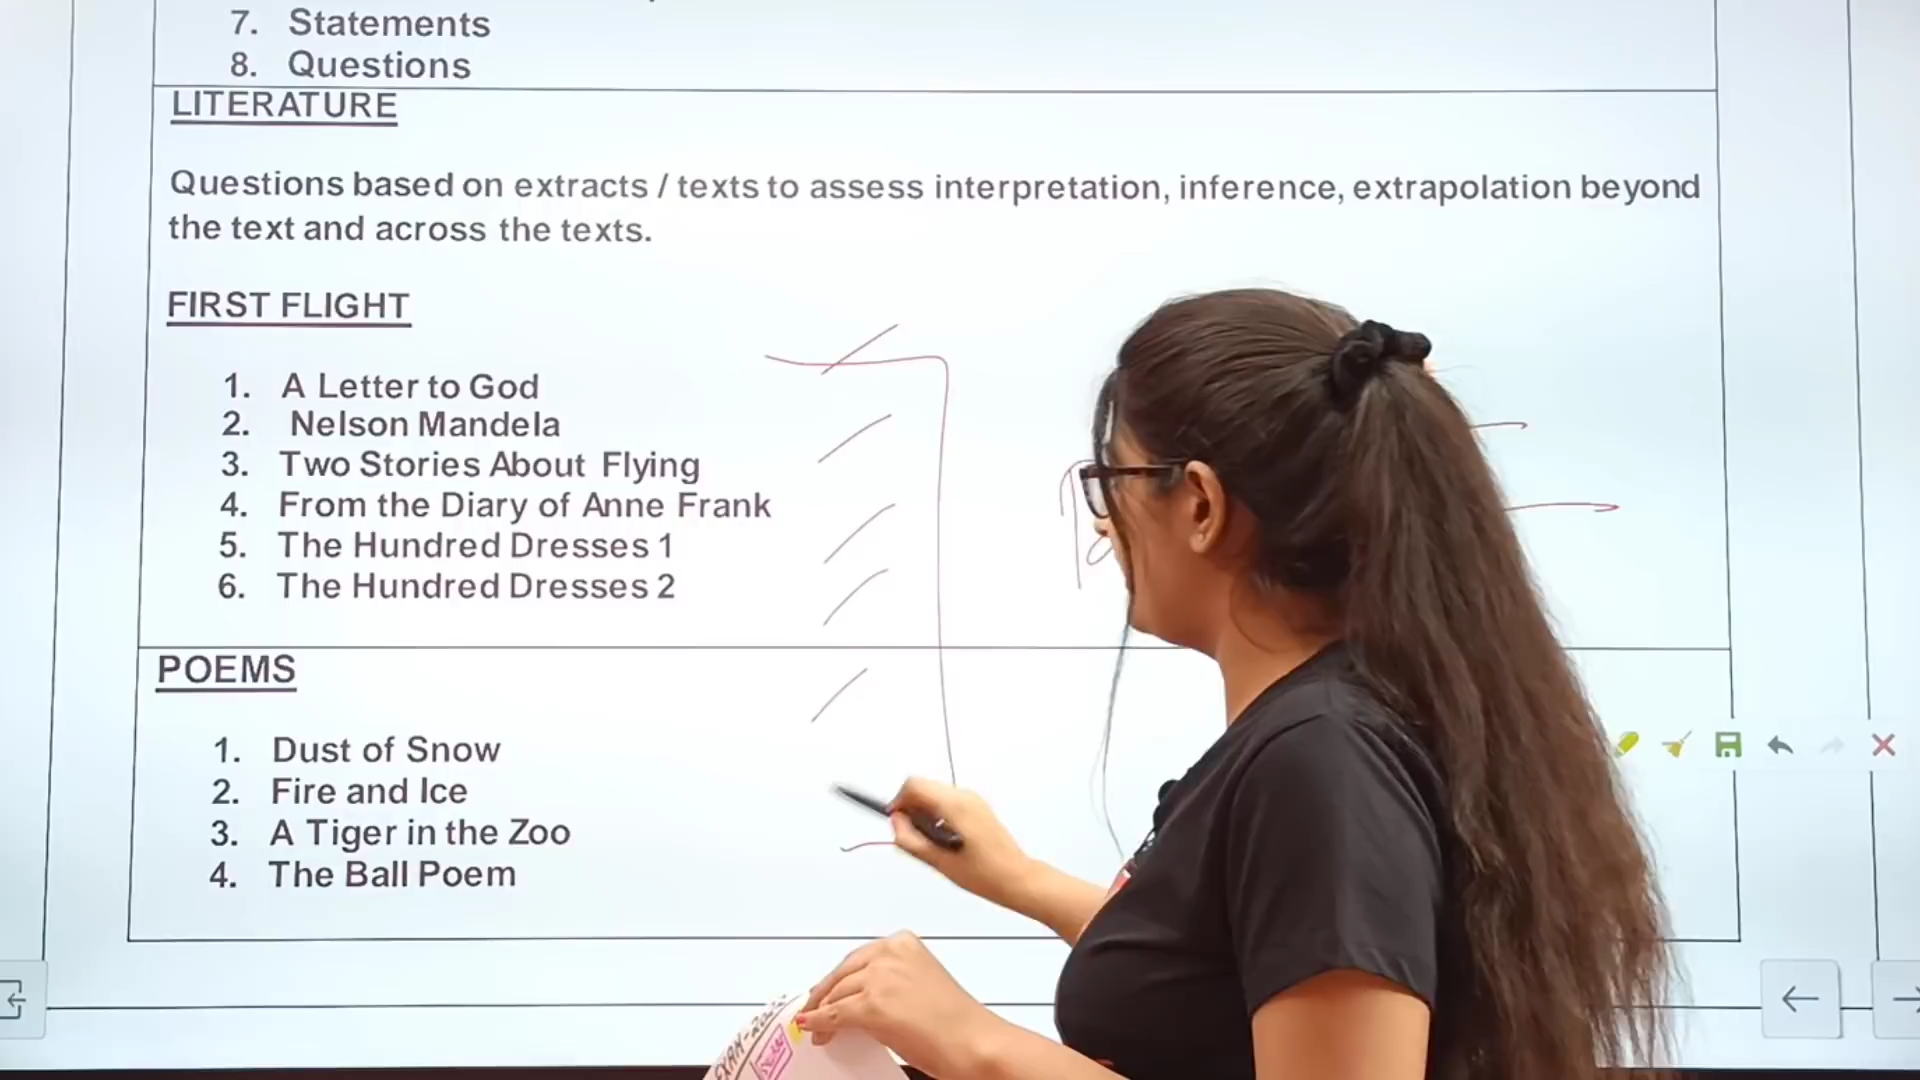 7. Statements
8. Questions
LITERATURE
Questions based on extracts / texts to assess interpretation, inference, extrapolation beyond
the text and across the texts.
FIRST FLIGHT
1. A Letter to God
2. Nelson Mandela
3. Two Stories About Flying
4. From the Diary of Anne Frank
5. The Hundred Dresses 1
6. The Hundred Dresses 2
POEMS
1. Dust of Snow
2. Fire and Ice
3. A Tiger in the Zoo
4. The Ball Poem